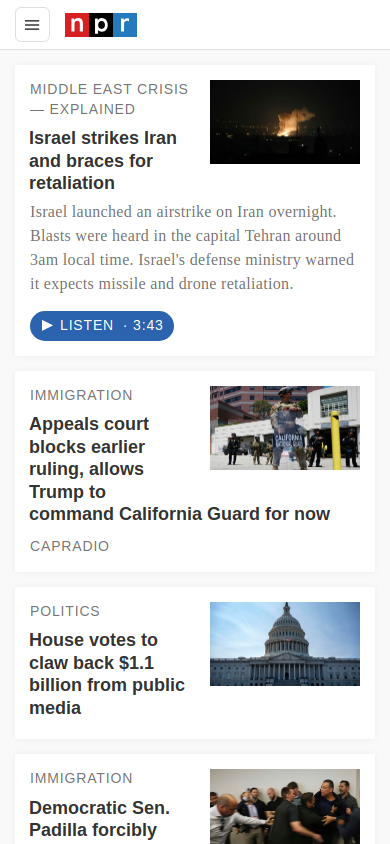 npr
MIDDLE EAST CRISIS
— EXPLAINED
Israel strikes Iran
and braces for
retaliation
Israel launched an airstrike on Iran overnight.
Blasts were heard in the capital Tehran around
3am local time. Israel's defense ministry warned
it expects missile and drone retaliation.
LISTEN · 3:43
IMMIGRATION
Appeals court
blocks earlier
ruling, allows
Trump to
command California Guard for now
CALIFORNIA
CAPRADIO
POLITICS
House votes to
claw back $1.1
billion from public
media
IMMIGRATION
Democratic Sen.
Padilla forcibly